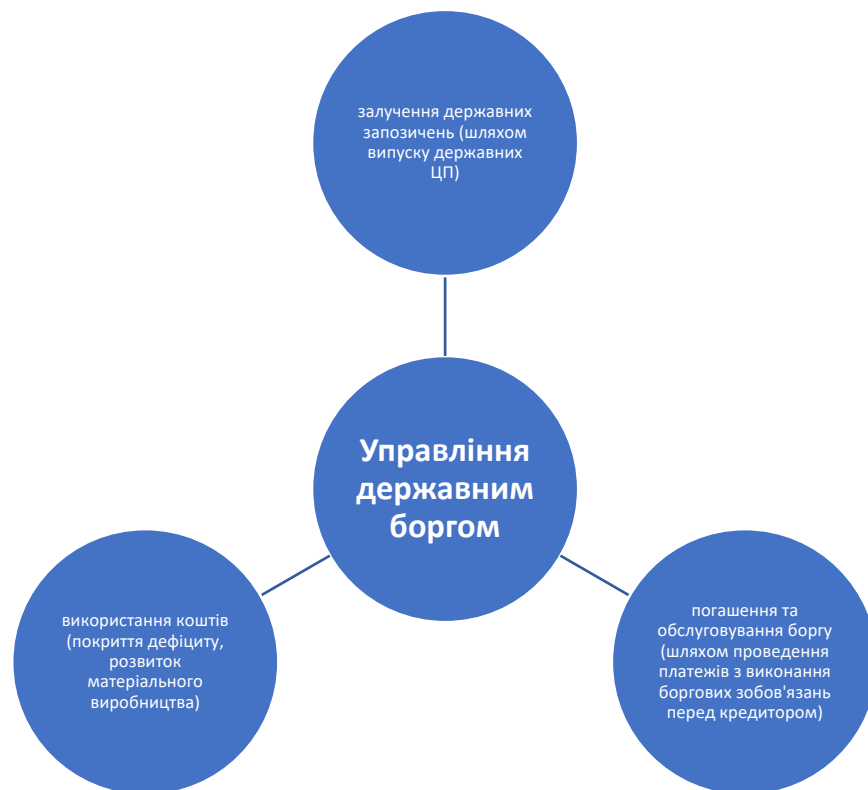 залучення державних
запозичень (шляхом
випуску державних
ЦП)
Управління
державним
боргом
використання коштів
(покриття дефіциту,
розвиток
матеріального
виробництва)
погашення та
обслуговування боргу
(шляхом проведення
платежів з виконання
боргових зобов'язань
перед кредитором)